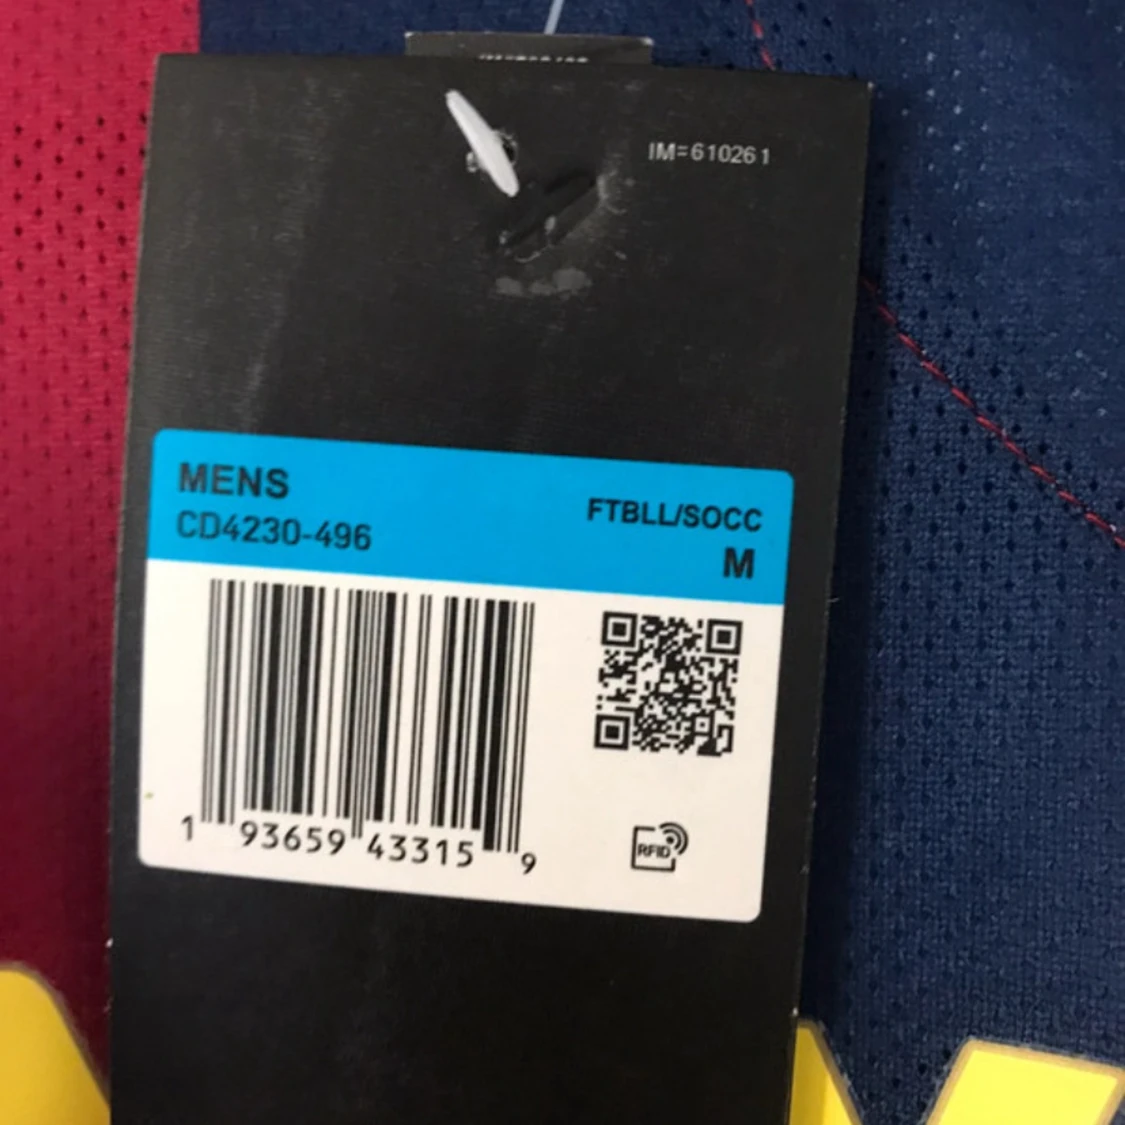 IM=610261
MENS
CD4230-496
FTBLL/SOCC
M
1 93659 43315 9
RFID